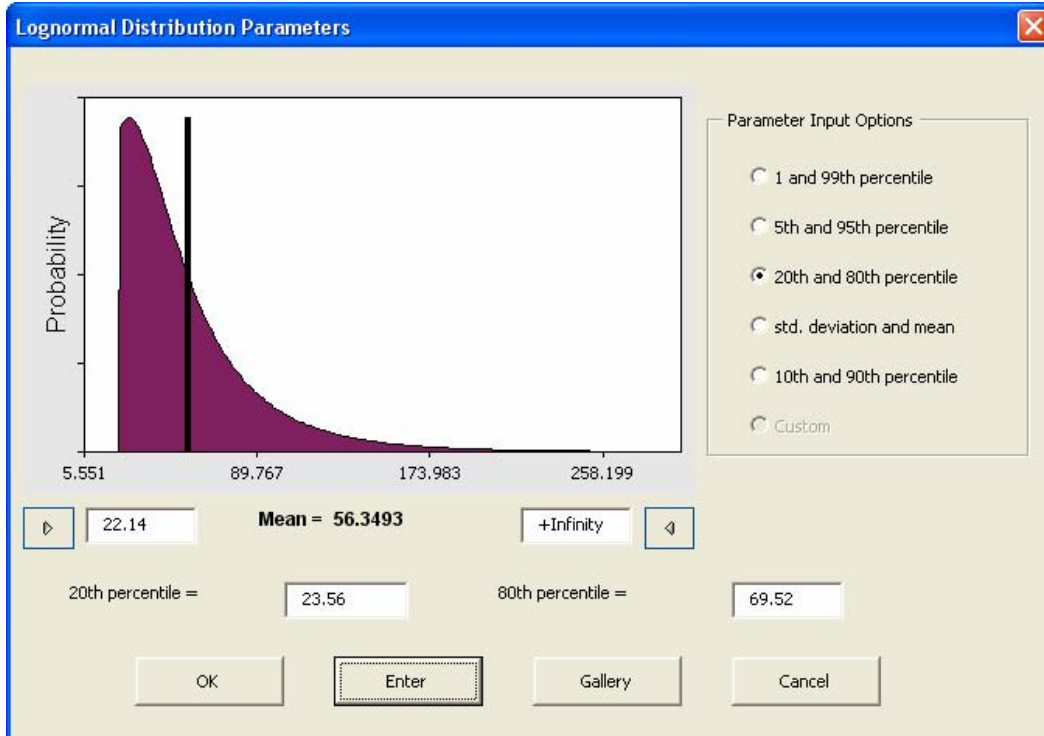 Lognormal Distribution Parameters
Probability
5.551 89.767 173.983 258.199
Parameter Input Options
1 and 99th percentile
5th and 95th percentile
20th and 80th percentile
std. deviation and mean
10th and 90th percentile
Custom
22.14 Mean = 56.3493 +Infinity
20th percentile = 23.56 80th percentile = 69.52
OK Enter Gallery Cancel